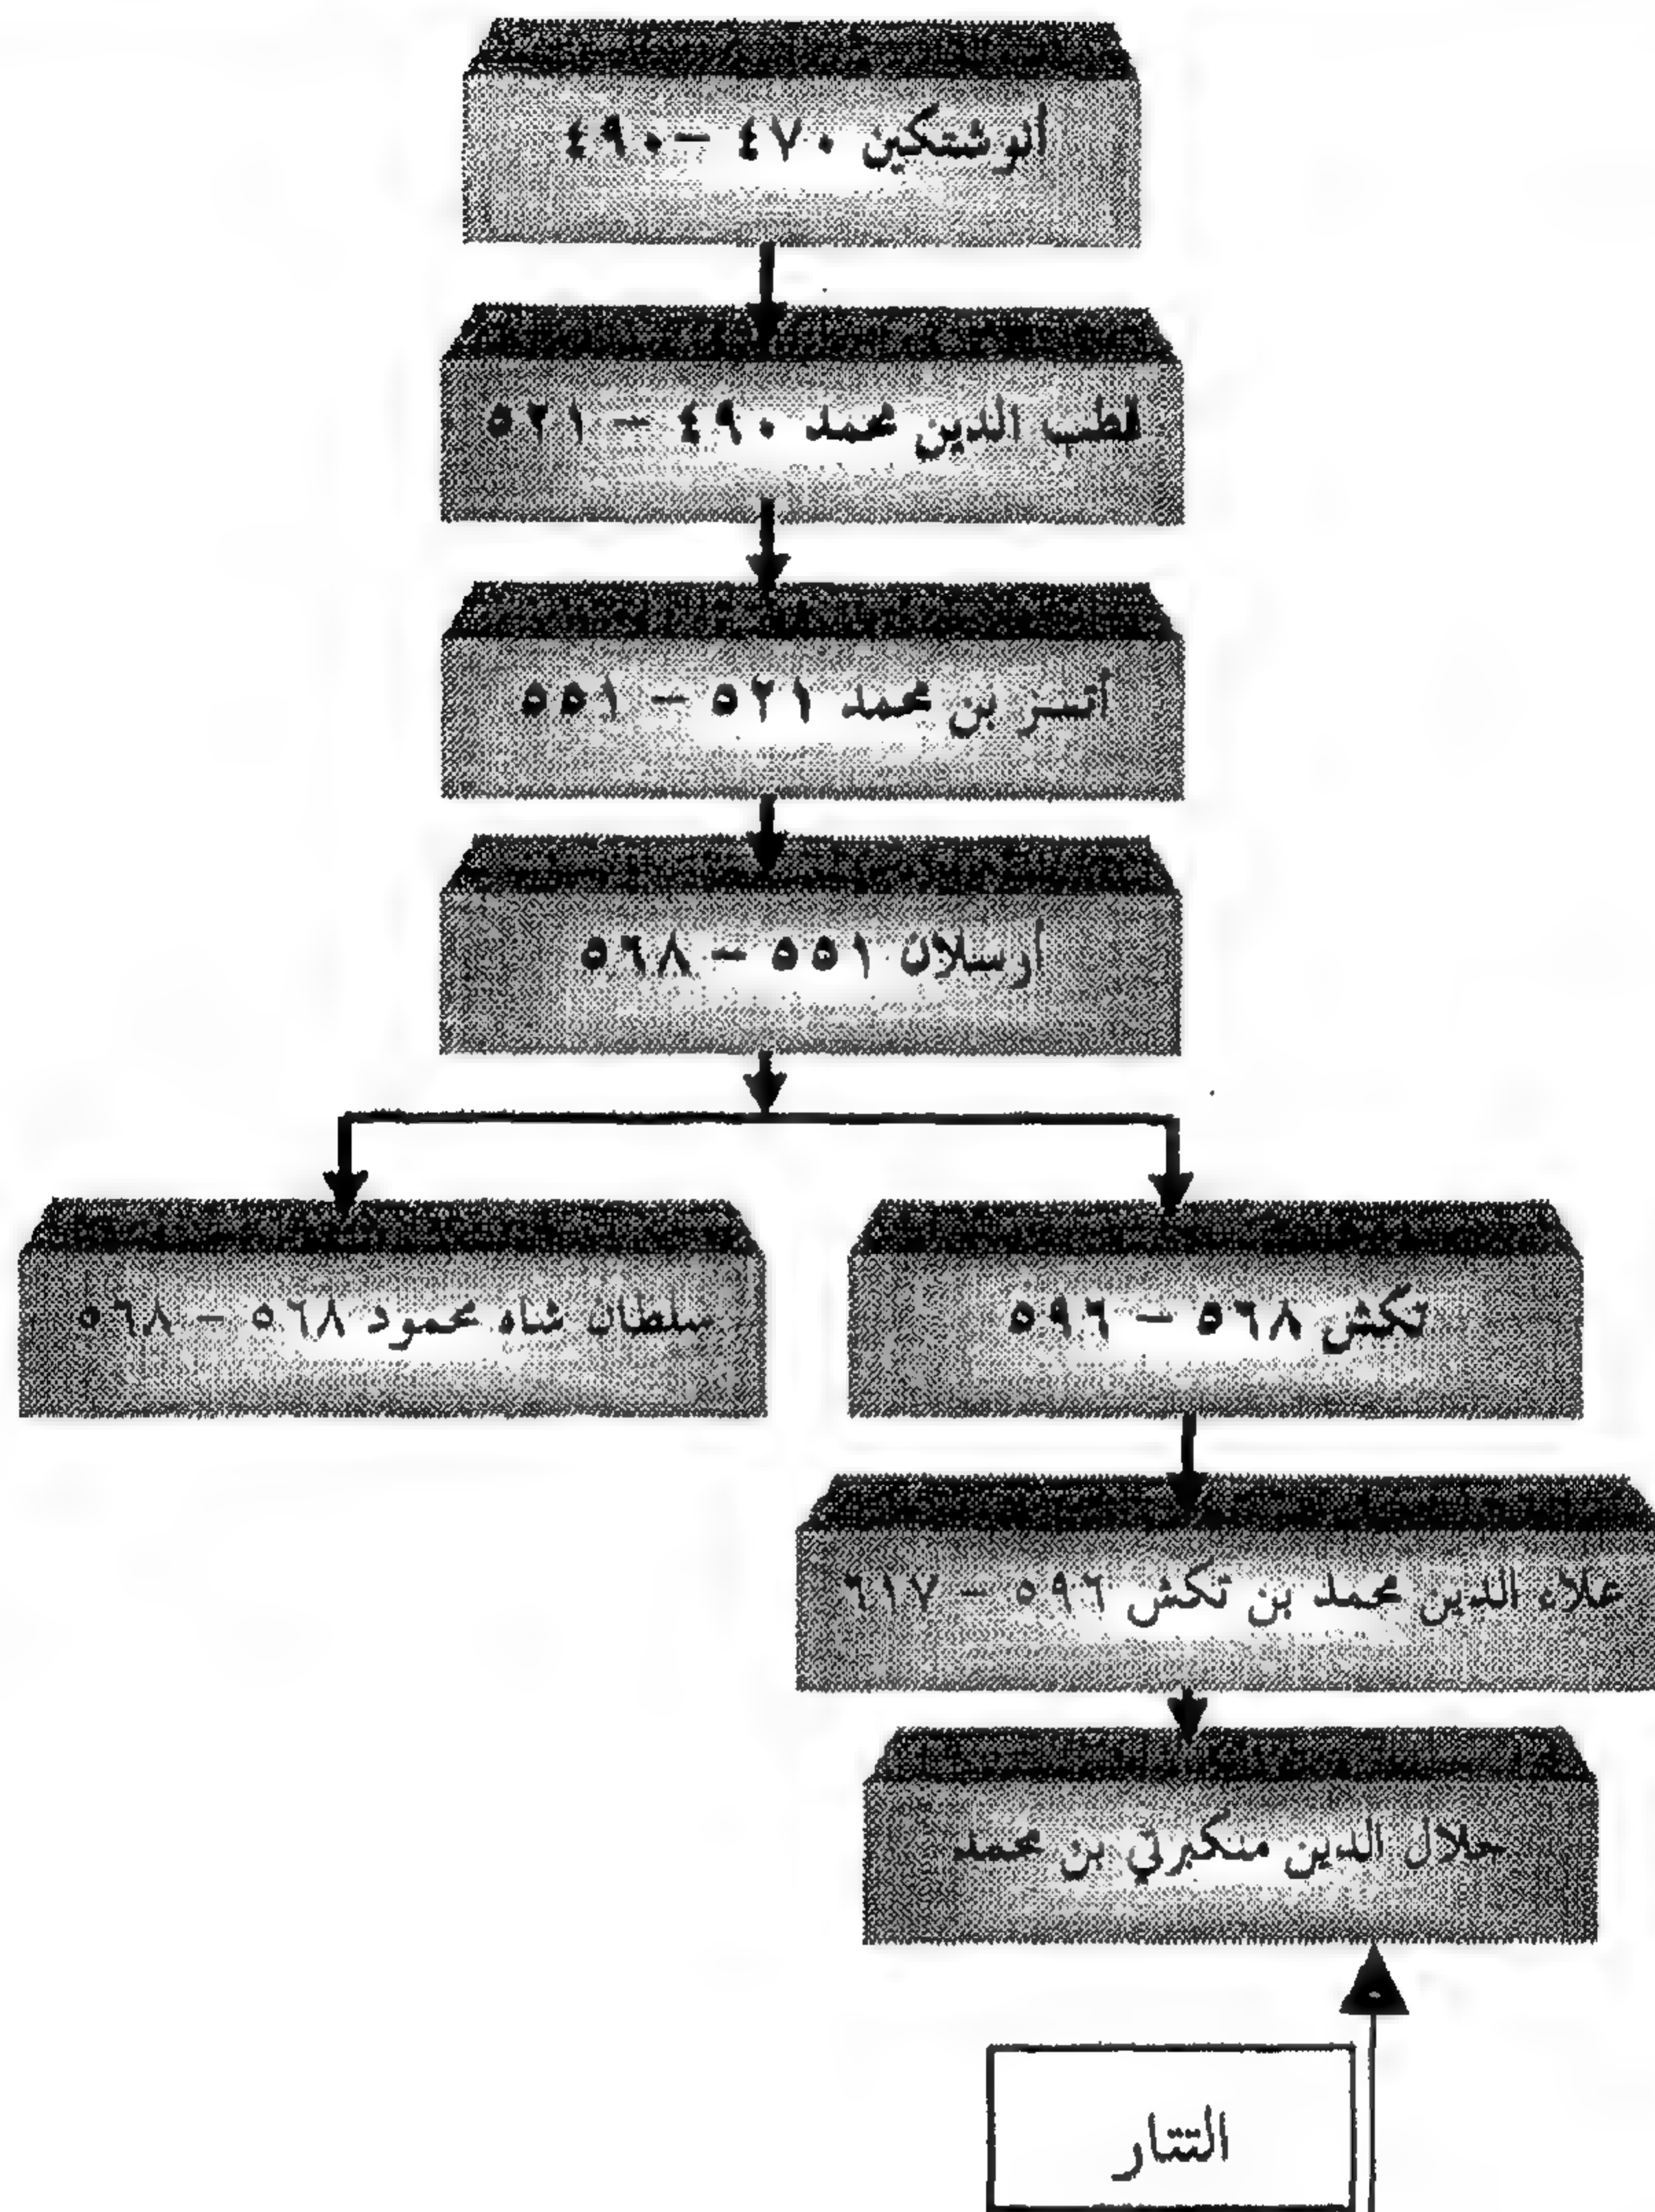 أنوشتكين ٤٧٠ – ٤٩٠
قطب الدين محمد ٤٩٠ – ٥٢١
أتسز بن محمد ٥٢١ – ٥٥١
أرسلان ٥٥١ – ٥٦٨
تكش ٥٦٨ – ٥٩٦
سلطان شاه محمود ٥٦٨ – ٥٦٨
علاء الدين محمد بن تكش ٥٩٦ – ٦١٧
جلال الدين منكبرتي بن محمد
التتار